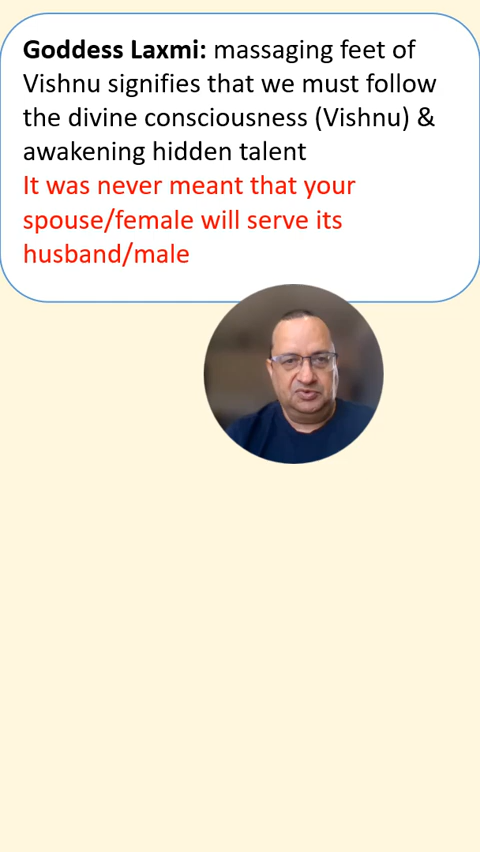 Goddess Laxmi: massaging feet of
Vishnu signifies that we must follow
the divine consciousness (Vishnu) &
awakening hidden talent
It was never meant that your
spouse/female will serve its
husband/male